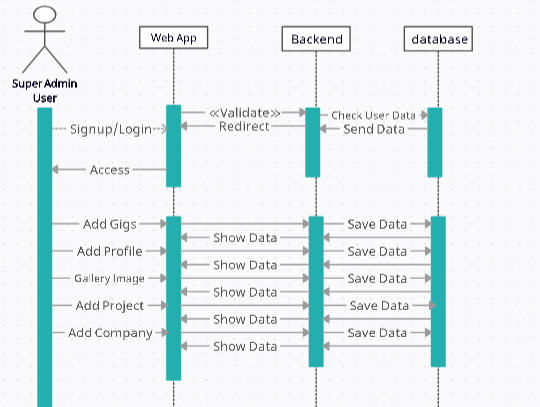 Web App
Backend
database
Super Admin
User
«Validate»
Check User Data
Signup/Login
Redirect
Send Data
Access
Add Gigs
Save Data
Show Data
Add Profile
Save Data
Show Data
Gallery Image
Save Data
Show Data
Add Project
Save Data
Show Data
Add Company
Save Data
Show Data